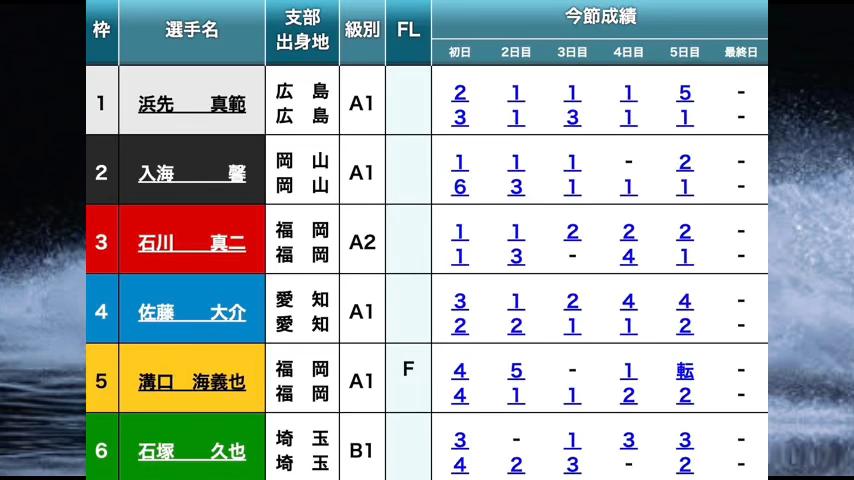 枠 選手名 支部 出身地 級別 FL 今節成績
初日 2日目 3日目 4日目 5日目 最終日
1 浜先 真範 広島 広島 A1
2 1 1 1 5 -
3 1 3 1 1
2 入海 馨 岡山 岡山 A1
1 1 1 - 2 -
6 3 1 1 1
3 石川 真二 福岡 福岡 A2
1 1 2 2 2 -
1 3 - 4 1
4 佐藤 大介 愛知 愛知 A1
3 1 2 4 4 -
2 2 1 1 2
5 溝口 海義也 福岡 福岡 A1 F
4 5 - 1 転 -
4 1 1 2 2
6 石塚 久也 埼玉 埼玉 B1
3 - 1 3 3 -
4 2 3 - 2